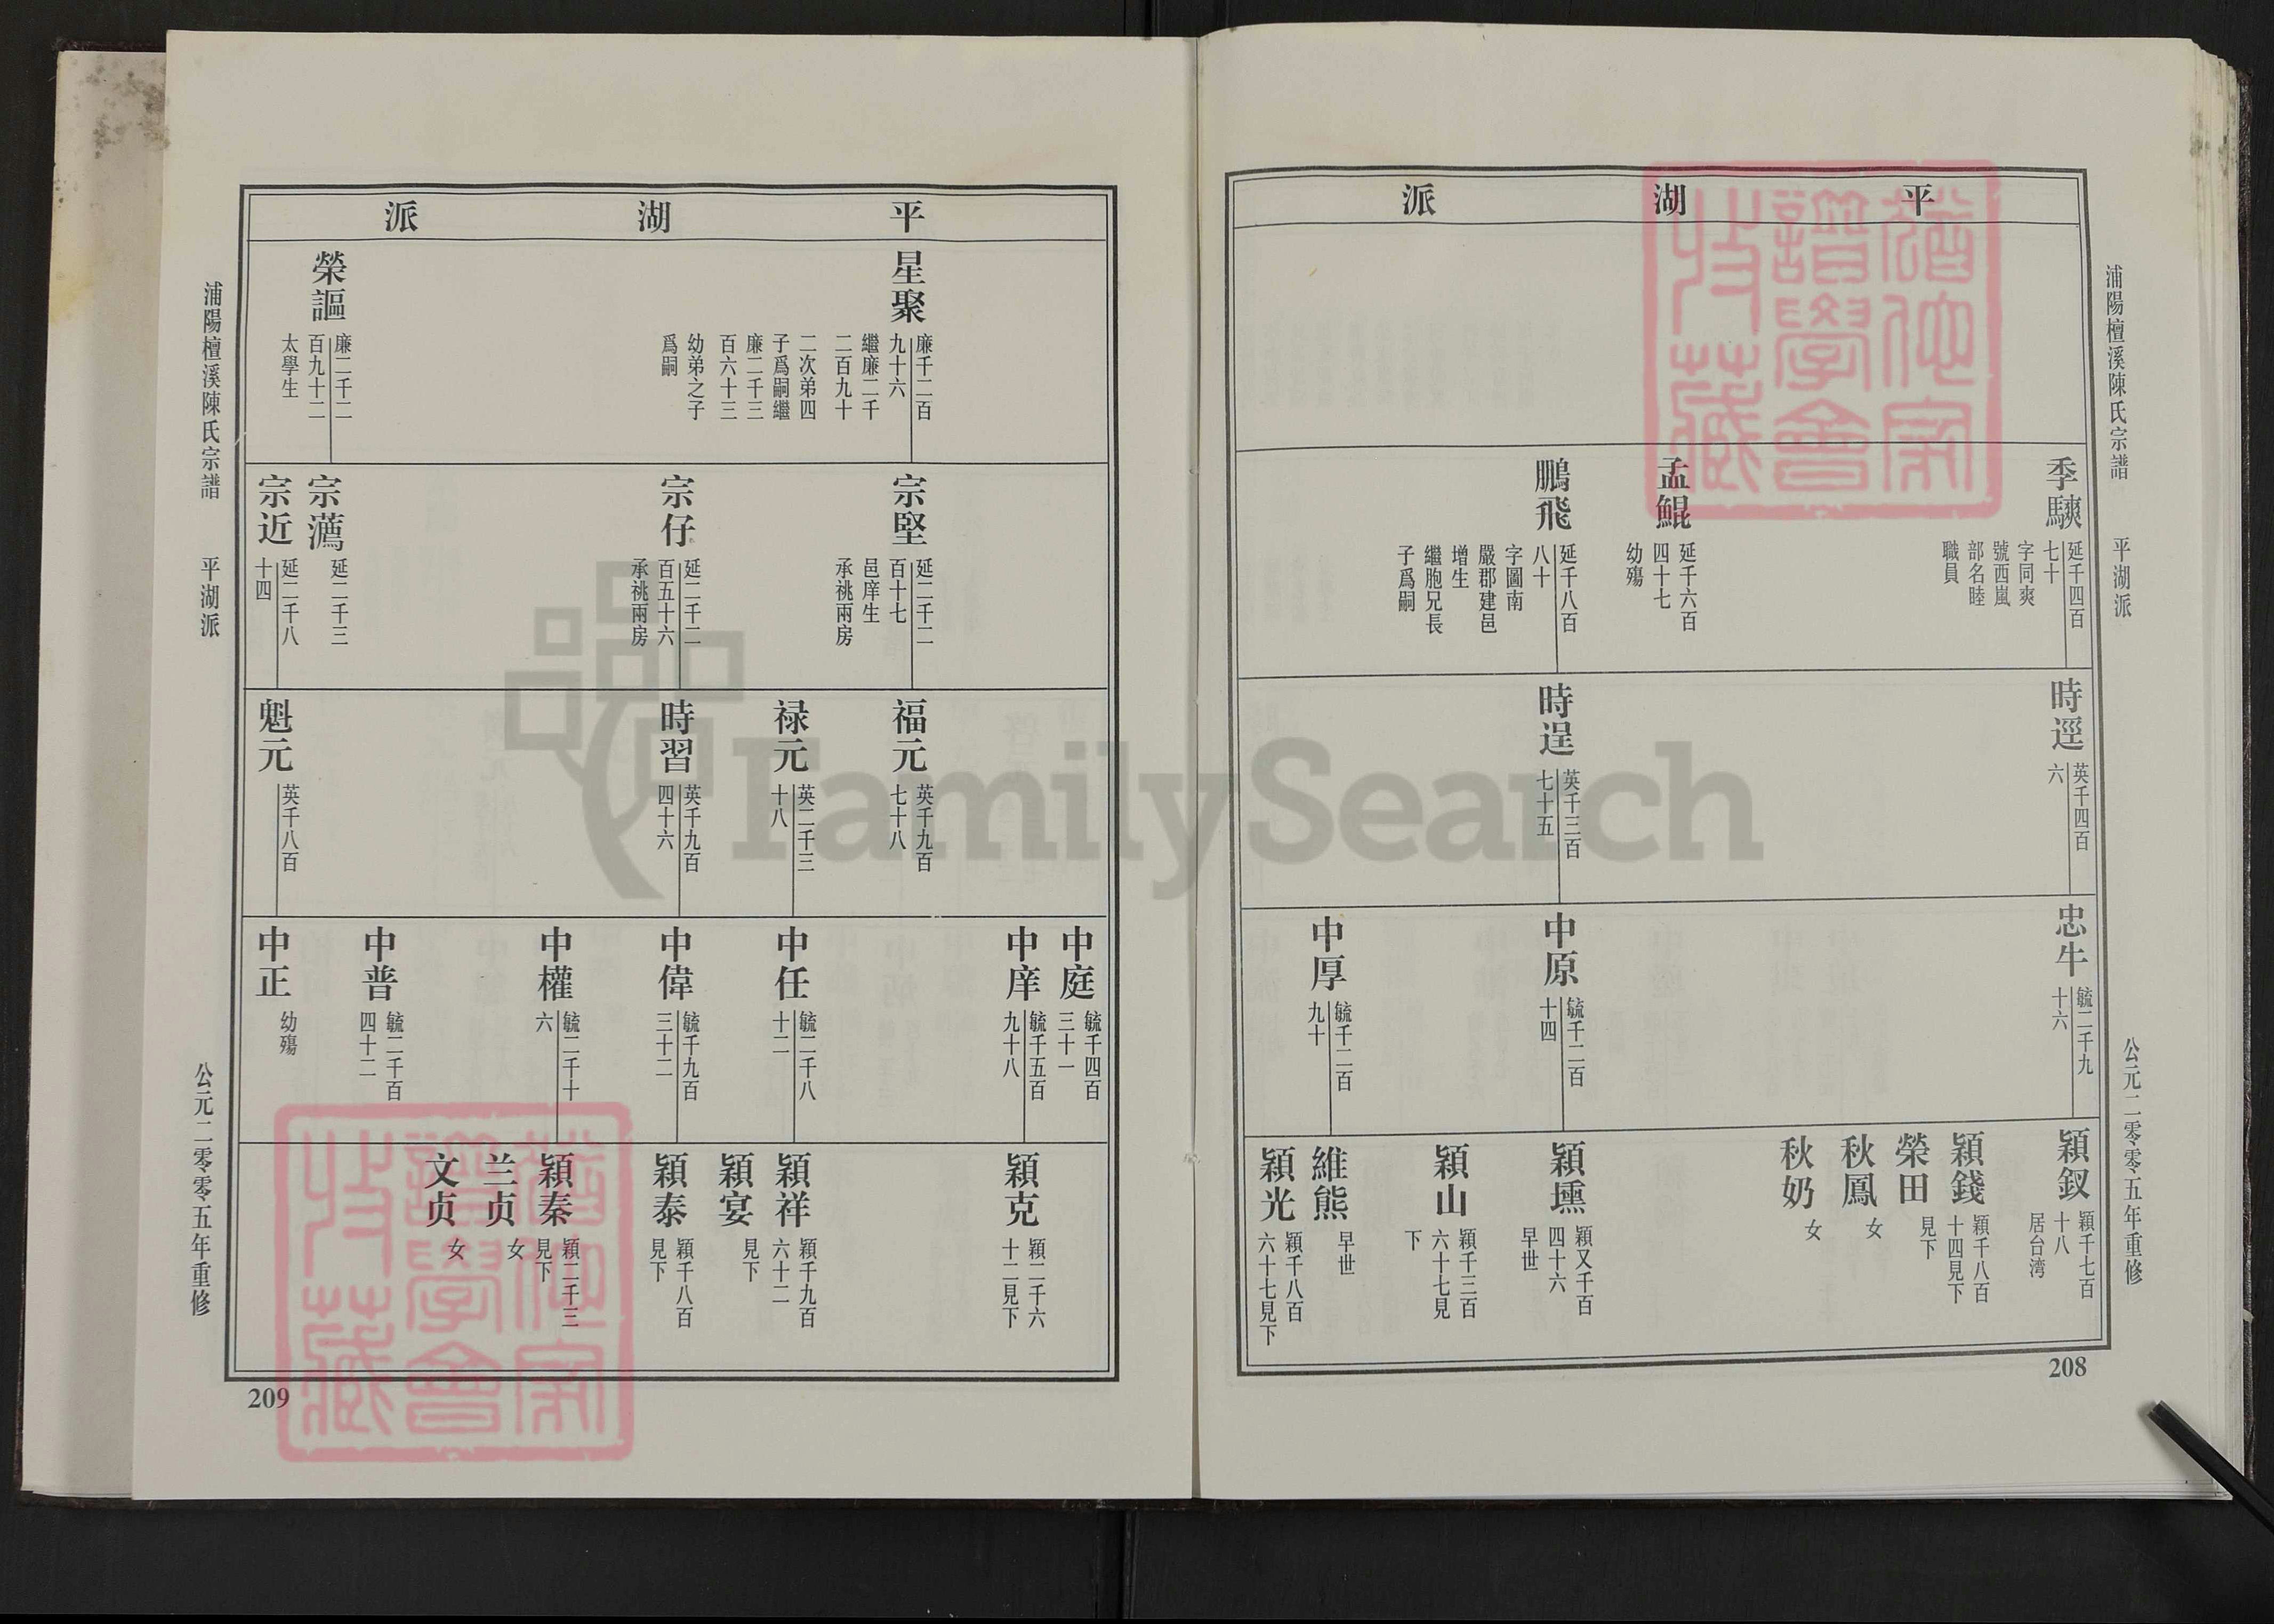 浦陽檀溪陳氏宗譜 平湖派 公元二零零五年重修
平湖派
季騻
延千四百
七十
字同爽
號西嵐
部名睦
職員
孟鯤
延千六百
四十七
幼殤
鵬飛
延千八百
八十
字圖南
嚴郡建邑
增生
繼胞兄長
子爲嗣
時逕
英千四百
六
時逞
英千三百
七十五
忠牛
毓二千九
十六
中原
毓千二百
十四
中厚
毓千二百
九十
穎釵
穎千七百
十八
居台湾
穎錢
穎千八百
十四見下
榮田
見下
秋鳳
女
秋奶
女
穎壎
穎又千百
四十六
早世
穎山
穎千三百
六十七見
下
維熊
早世
穎光
穎千八百
六十七見下
208
平湖派
星聚
廉千二百
九十六
繼廉二千
二百九十
二次弟四
子爲嗣繼
廉二千三
百六十三
幼弟之子
爲嗣
榮謳
廉二千二
百九十二
太學生
宗堅
延二千二
百十七
邑庠生
承祧兩房
宗仔
延二千二
百五十六
承祧兩房
宗薦
延二千三
宗近
延二千八
十四
福元
英千九百
七十八
禄元
英二千三
十八
時習
英千九百
四十六
魁元
英千八百
中庭
毓千四百
三十一
中庠
毓千五百
九十八
中任
毓二千八
十二
中偉
毓千九百
三十二
中權
毓二千十
六
中普
毓二千百
四十二
中正
幼殤
穎克
穎二千六
十二見下
穎祥
穎千九百
六十二
穎宴
見下
穎泰
穎千八百
見下
穎秦
穎二千三
見下
兰贞
女
文贞
女
浦陽檀溪陳氏宗譜 平湖派 公元二零零五年重修
209
FamilySearch